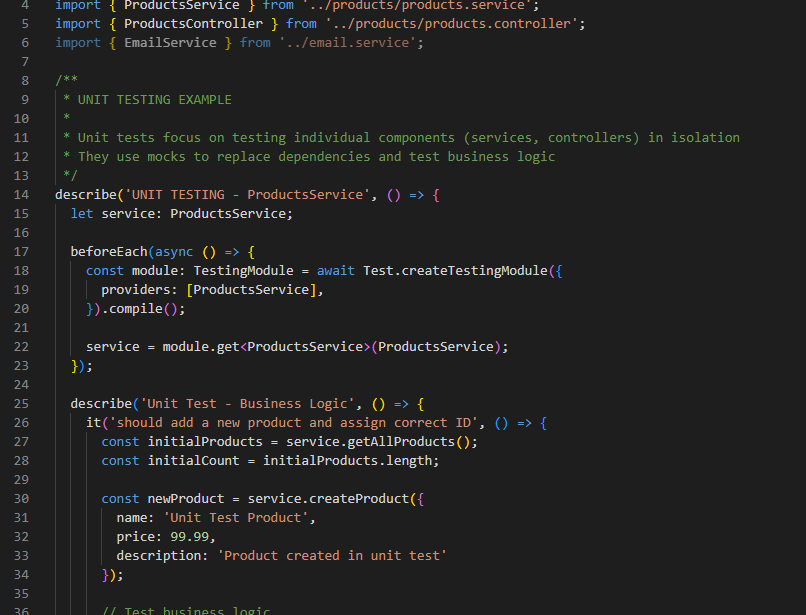 4 import { ProductsService } from '../products/products.service';
5 import { ProductsController } from '../products/products.controller';
6 import { EmailService } from '../email.service';
7
8 /**
9  * UNIT TESTING EXAMPLE
10  *
11  * Unit tests focus on testing individual components (services, controllers) in isolation
12  * They use mocks to replace dependencies and test business logic
13  */
14 describe('UNIT TESTING - ProductsService', () => {
15   let service: ProductsService;
16
17   beforeEach(async () => {
18     const module: TestingModule = await Test.createTestingModule({
19       providers: [ProductsService],
20     }).compile();
21
22     service = module.get<ProductsService>(ProductsService);
23   });
24
25   describe('Unit Test - Business Logic', () => {
26     it('should add a new product and assign correct ID', () => {
27       const initialProducts = service.getAllProducts();
28       const initialCount = initialProducts.length;
29
30       const newProduct = service.createProduct({
31         name: 'Unit Test Product',
32         price: 99.99,
33         description: 'Product created in unit test'
34       });
35
36       // Test business logic